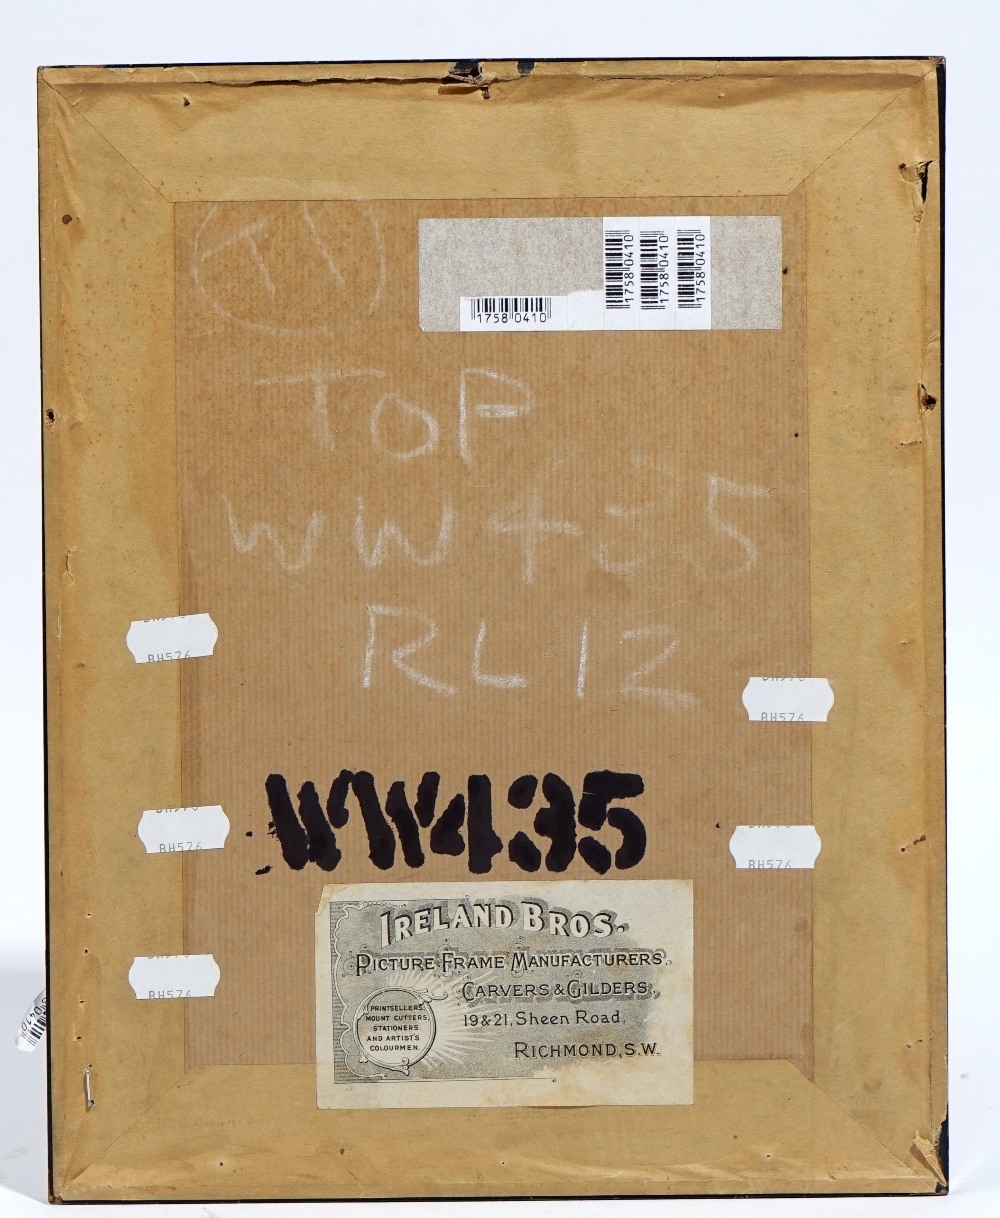 11
1758 0410
1758 0410
1758 0410
1758 0410
TOP
WW435
RL12
BH576
BH576
BH576
BH576
BH576
WW435
IRELAND BROS.
PICTURE FRAME MANUFACTURERS,
CARVERS & GILDERS,
19 & 21, Sheen Road,
RICHMOND, S.W.
PRINTSELLERS,
MOUNT CUTTERS,
STATIONERS
AND ARTIST'S
COLOURMEN.